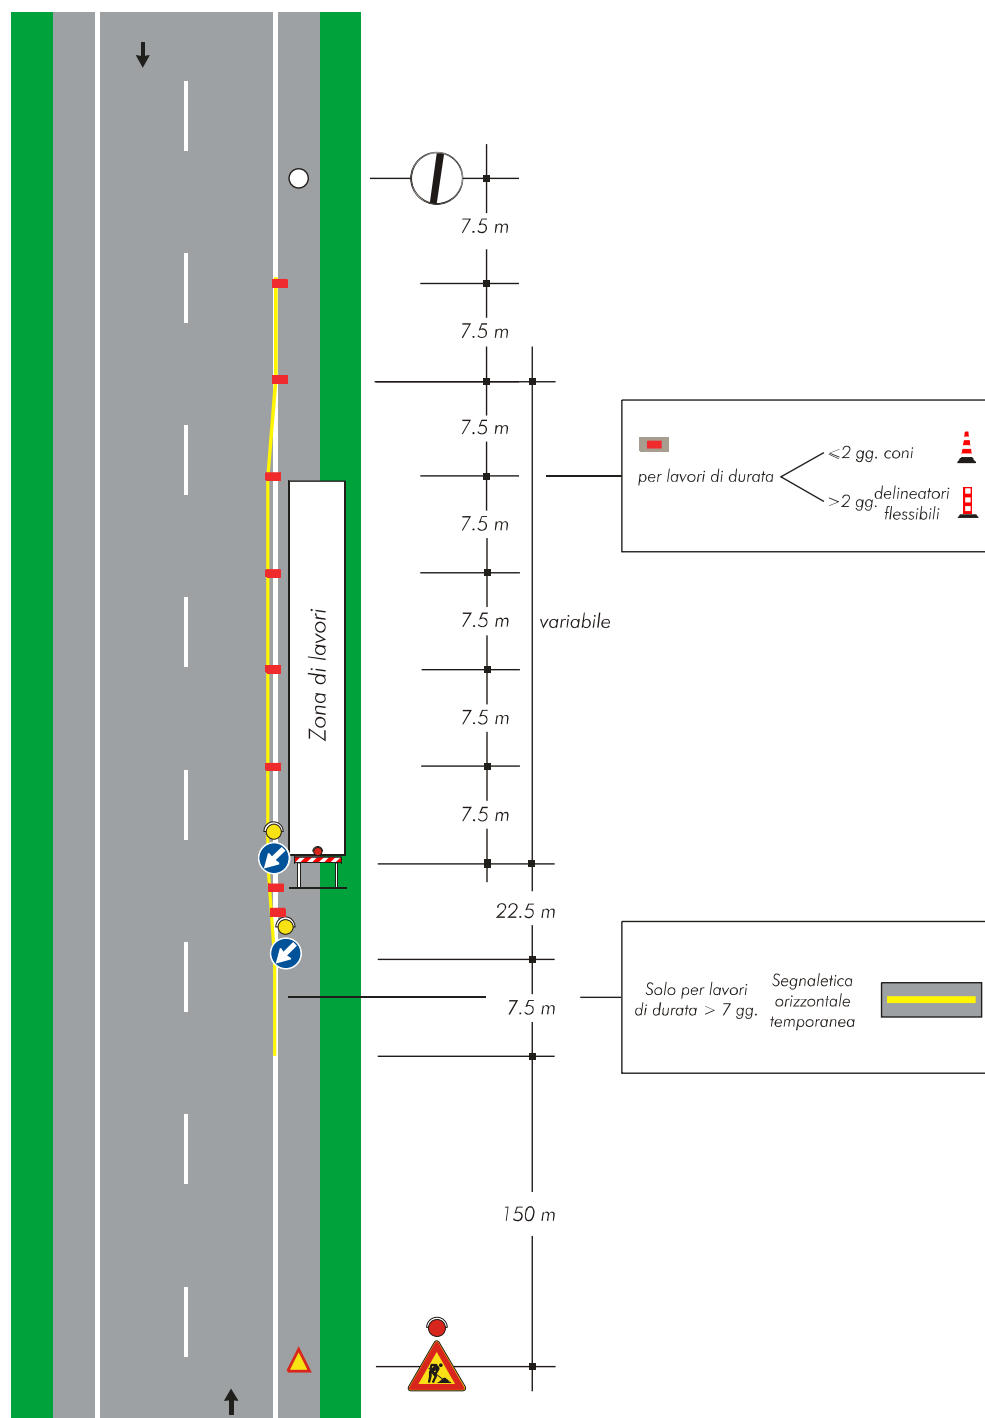 7.5 m
7.5 m
7.5 m
per lavori di durata
<2 gg. coni
>2 gg.
delineatori
flessibili
7.5 m
7.5 m
variabile
Zona di lavori
7.5 m
7.5 m
22.5 m
7.5 m
Solo per lavori
di durata > 7 gg.
Segnaletica
orizzontale
temporanea
150 m